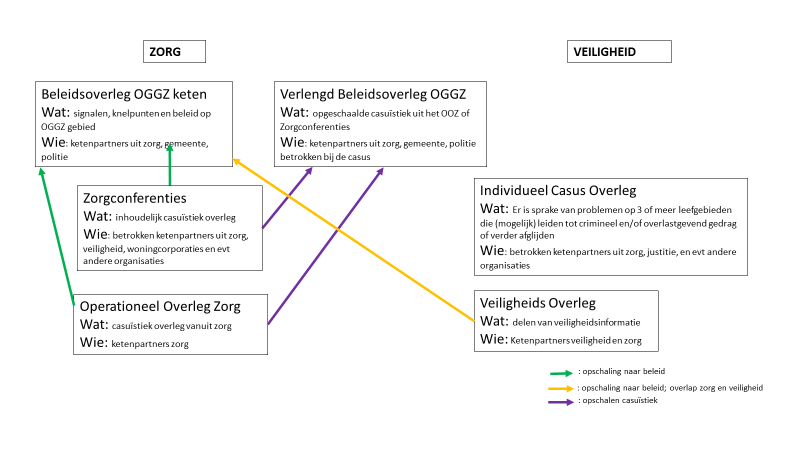 ZORG
VEILIGHEID
Beleidsoverleg OGGZ keten
Wat: signalen, knelpunten en beleid op
OGGZ gebied
Wie: ketenpartners uit zorg, gemeente,
politie
Verlengd Beleidsoverleg OGGZ
Wat: opgeschaalde casuïstiek uit het OOZ of
Zorgconferenties
Wie: ketenpartners uit zorg, gemeente, politie
betrokken bij de casus
Zorgconferenties
Wat: inhoudelijk casuïstiek overleg
Wie: betrokken ketenpartners uit zorg,
veiligheid, woningcorporaties en evt
andere organisaties
Individueel Casus Overleg
Wat: Er is sprake van problemen op 3 of meer leefgebieden
die (mogelijk) leiden tot crimineel en/of overlastgevend gedrag
of verder afglijden
Wie: betrokken ketenpartners uit zorg, justitie, en evt andere
organisaties
Operationeel Overleg Zorg
Wat: casuïstiek overleg vanuit zorg
Wie: ketenpartners zorg
Veiligheids Overleg
Wat: delen van veiligheidsinformatie
Wie: Ketenpartners veiligheid en zorg
: opschaling naar beleid
: opschaling naar beleid; overlap zorg en veiligheid
: opschalen casuïstiek